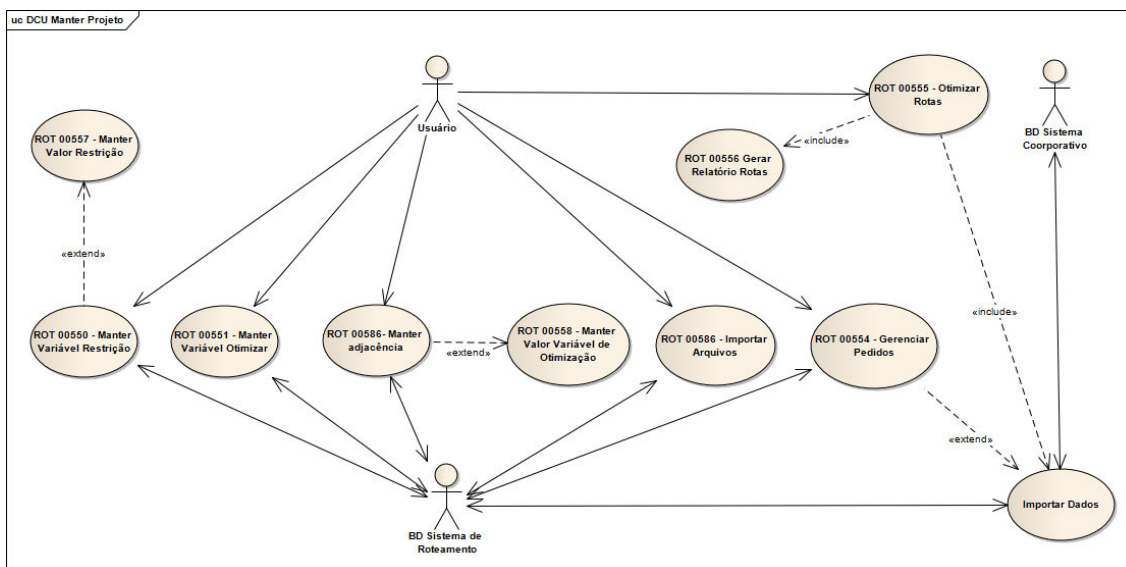 uc DCU Manter Projeto
Usuário
ROT 00555 - Otimizar
Rotas
BD Sistema
Coorporativo
ROT 00557 - Manter
Valor Restrição
«include»
ROT 00556 Gerar
Relatório Rotas
«extend»
«include»
ROT 00550 - Manter
Variável Restrição
ROT 00551 - Manter
Variável Otimizar
ROT 00586- Manter
adjacência
«extend»
ROT 00558 - Manter
Valor Variável de
Otimização
ROT 00586 - Importar
Arquivos
ROT 00554 - Gerenciar
Pedidos
«extend»
BD Sistema de
Roteamento
Importar Dados